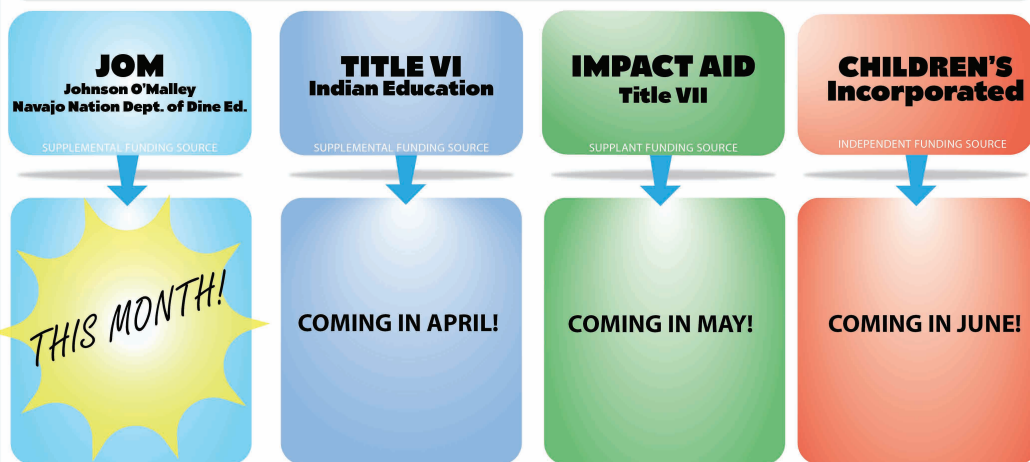 JOM
Johnson O'Malley
Navajo Nation Dept. of Dine Ed.
SUPPLEMENTAL FUNDING SOURCE
THIS MONTH!
TITLE VI
Indian Education
SUPPLEMENTAL FUNDING SOURCE
COMING IN APRIL!
IMPACT AID
Title VII
SUPPLANT FUNDING SOURCE
COMING IN MAY!
CHILDREN'S
Incorporated
INDEPENDENT FUNDING SOURCE
COMING IN JUNE!